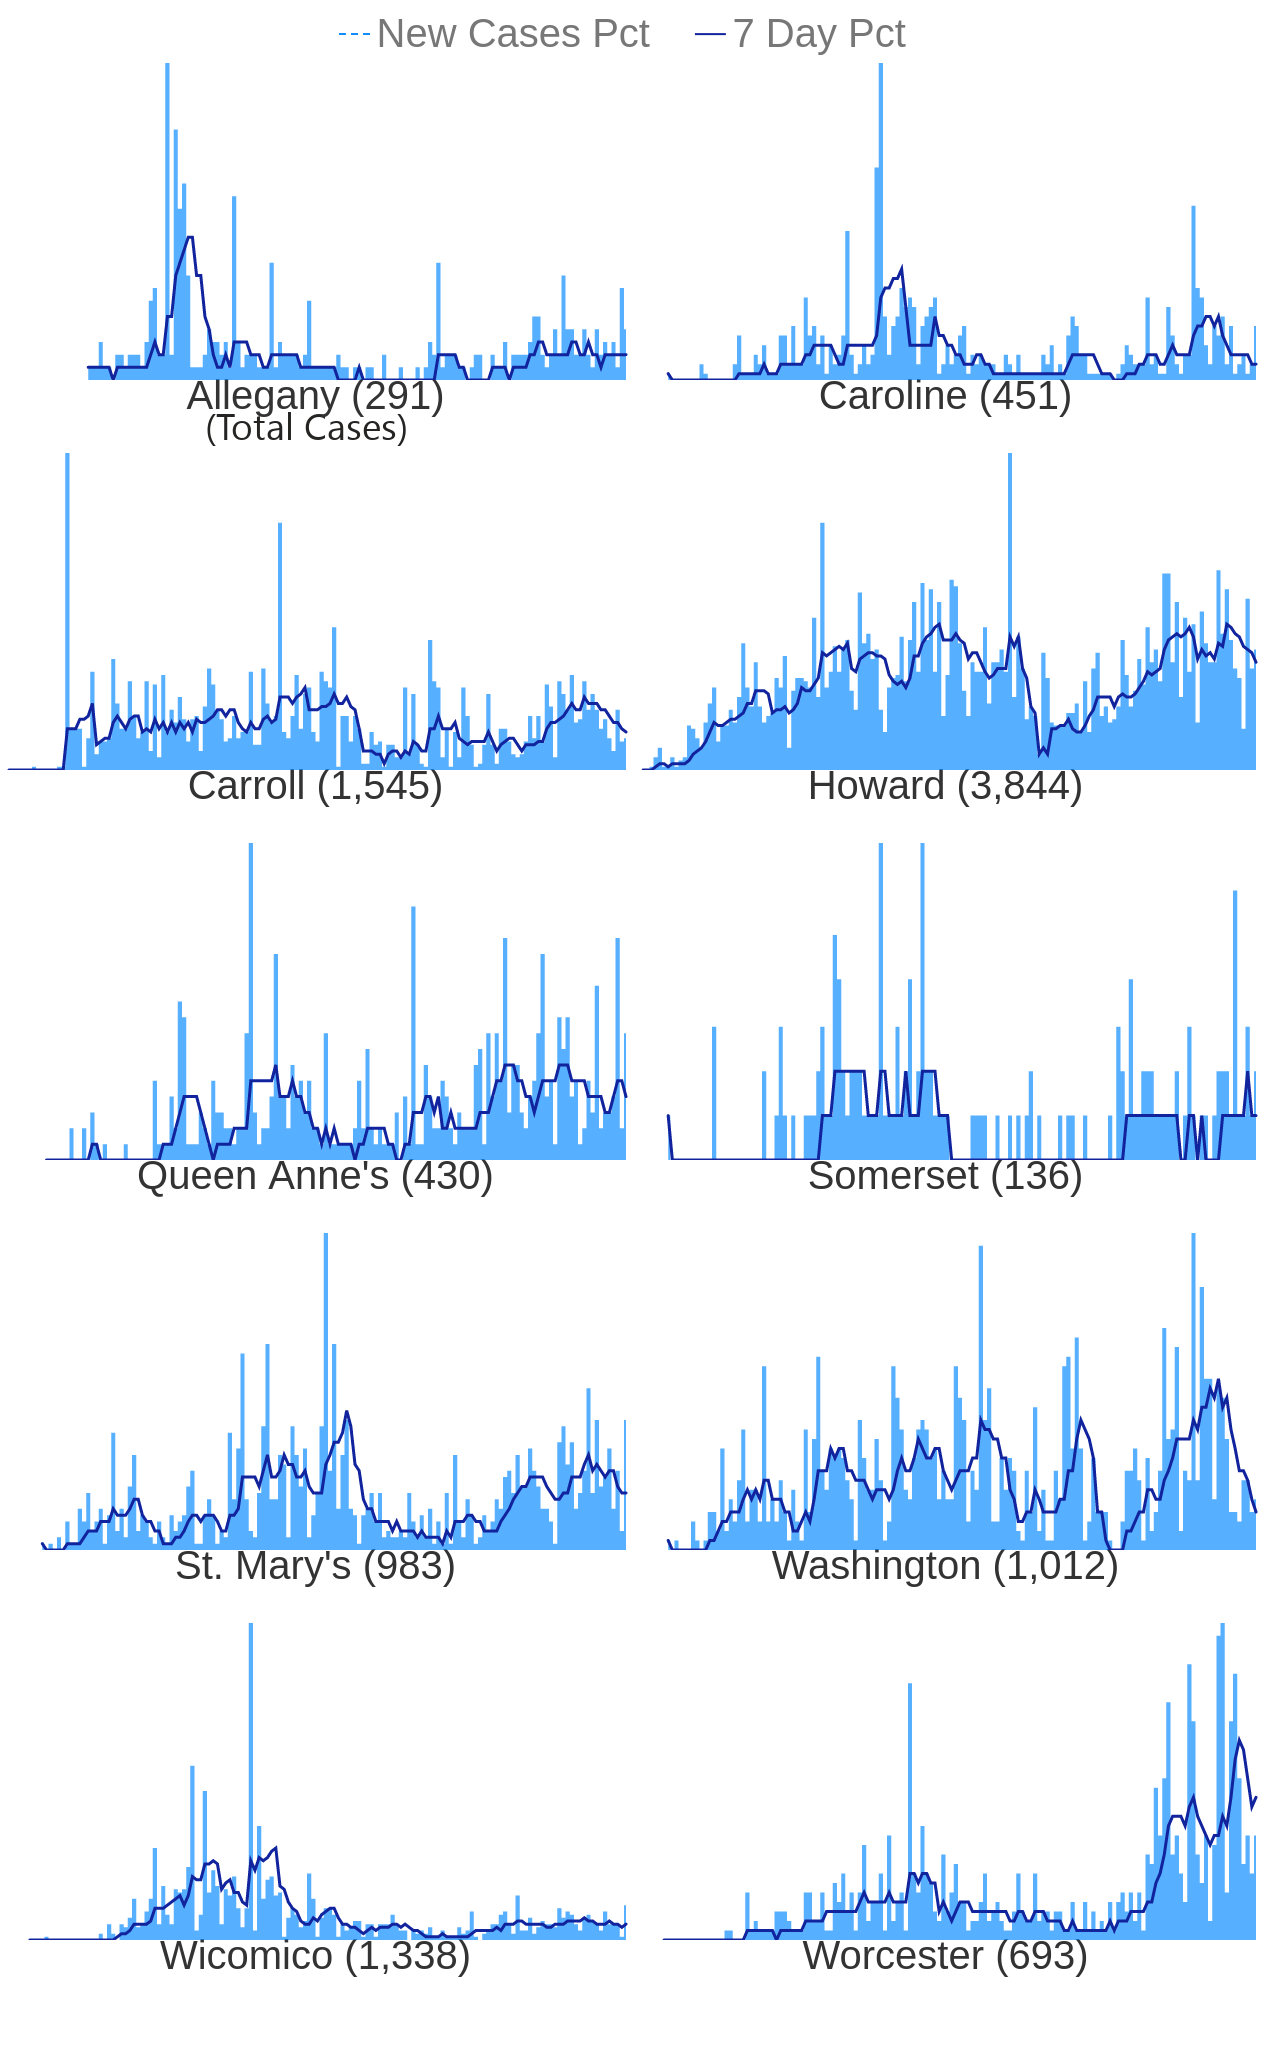 New Cases Pct 7 Day Pct
Allegany (291) Caroline (451)
(Total Cases)
Carroll (1,545) Howard (3,844)
Queen Anne's (430) Somerset (136)
St. Mary's (983) Washington (1,012)
Wicomico (1,338) Worcester (693)